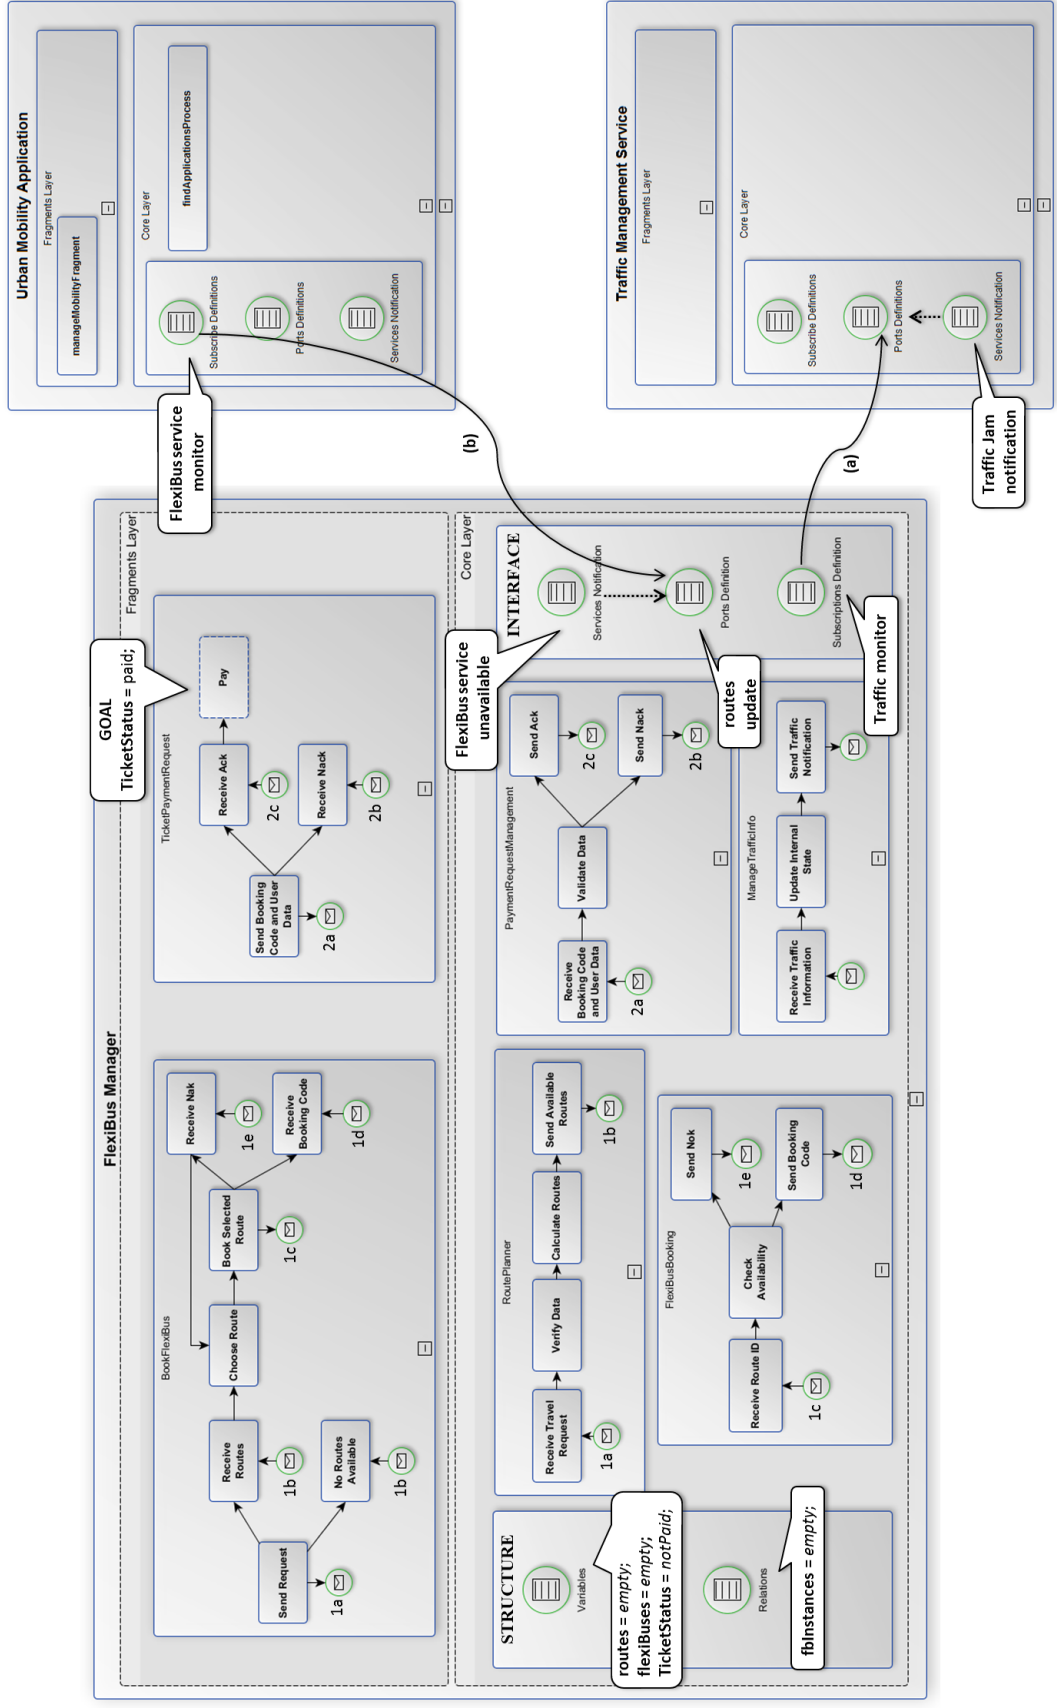 FlexiBus Manager
Fragments Layer
BookFlexiBus
Send Request
1a
Receive
Routes
1b
No Routes
Available
1b
Choose Route
Book Selected
Route
1c
Receive Nak
1e
Receive
Booking Code
1d
TicketPaymentRequest
Send Booking
Code and User
Data
2a
Receive Ack
2c
Receive Nack
2b
Pay
GOAL
TicketStatus = paid;
Core Layer
STRUCTURE
Variables
routes = empty;
flexiBuses = empty;
TicketStatus = notPaid;
Relations
fbInstances = empty;
RoutePlanner
Receive Travel
Request
1a
Verify Data
Calculate Routes
Send Available
Routes
1b
FlexiBusBooking
Receive Route ID
1c
Check
Availability
Send Nok
1e
Send Booking
Code
1d
PaymentRequestManagement
Receive
Booking Code
and User Data
2a
Validate Data
Send Ack
2c
Send Nack
2b
ManageTrafficInfo
Receive Traffic
Information
Update Internal
State
Send Traffic
Notification
INTERFACE
Services Notification
Ports Definition
Subscriptions Definition
FlexiBus service
unavailable
routes
update
Traffic monitor
(b)
(a)
Urban Mobility Application
Fragments Layer
manageMobilityFragment
Core Layer
findApplicationsProcess
Subscribe Definitions
Ports Definitions
Services Notification
FlexiBus service
monitor
Traffic Management Service
Fragments Layer
Core Layer
Subscribe Definitions
Ports Definitions
Services Notification
Traffic Jam
notification